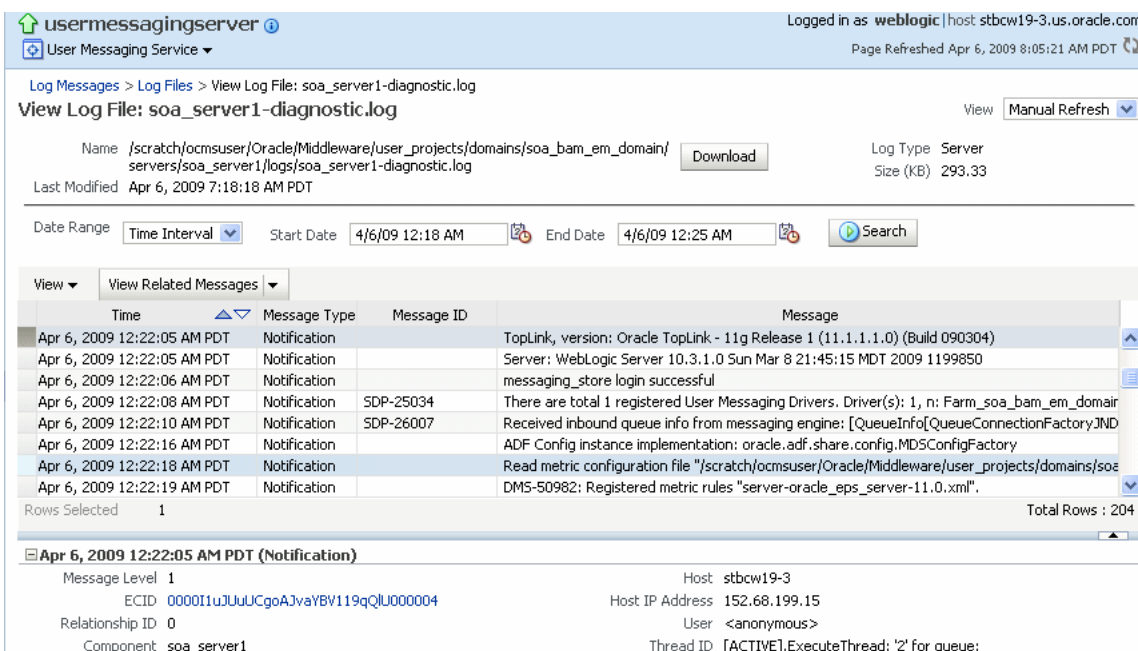 usermessagingserver
Logged in as weblogic|host stbcw19-3.us.oracle.com
User Messaging Service
Page Refreshed Apr 6, 2009 8:05:21 AM PDT
Log Messages > Log Files > View Log File: soa_server1-diagnostic.log
View Log File: soa_server1-diagnostic.log
View Manual Refresh
Name /scratch/ocmsuser/Oracle/Middleware/user_projects/domains/soa_bam_em_domain/
servers/soa_server1/logs/soa_server1-diagnostic.log
Download
Log Type Server
Size (KB) 293.33
Last Modified Apr 6, 2009 7:18:18 AM PDT
Date Range Time Interval Start Date 4/6/09 12:18 AM End Date 4/6/09 12:25 AM Search
View View Related Messages
Time Message Type Message ID Message
Apr 6, 2009 12:22:05 AM PDT Notification TopLink, version: Oracle TopLink - 11g Release 1 (11.1.1.1.0) (Build 090304)
Apr 6, 2009 12:22:05 AM PDT Notification Server: WebLogic Server 10.3.1.0 Sun Mar 8 21:45:15 MDT 2009 1199850
Apr 6, 2009 12:22:06 AM PDT Notification messaging_store login successful
Apr 6, 2009 12:22:08 AM PDT Notification SDP-25034 There are total 1 registered User Messaging Drivers. Driver(s): 1, n: Farm_soa_bam_em_domain
Apr 6, 2009 12:22:10 AM PDT Notification SDP-26007 Received inbound queue info from messaging engine: [QueueInfo[QueueConnectionFactoryJND
Apr 6, 2009 12:22:16 AM PDT Notification ADF Config instance implementation: oracle.adf.share.config.MDSConfigFactory
Apr 6, 2009 12:22:18 AM PDT Notification Read metric configuration file "/scratch/ocmsuser/Oracle/Middleware/user_projects/domains/soa
Apr 6, 2009 12:22:19 AM PDT Notification DMS-50982: Registered metric rules "server-oracle_eps_server-11.0.xml".
Rows Selected 1 Total Rows : 204
Apr 6, 2009 12:22:05 AM PDT (Notification)
Message Level 1 Host stbcw19-3
ECID 0000I1uJUuUCgoAJvaYBV119qQlU000004 Host IP Address 152.68.199.15
Relationship ID 0 User <anonymous>
Component soa_server1 Thread ID [ACTIVE].ExecuteThread: '2' for queue: